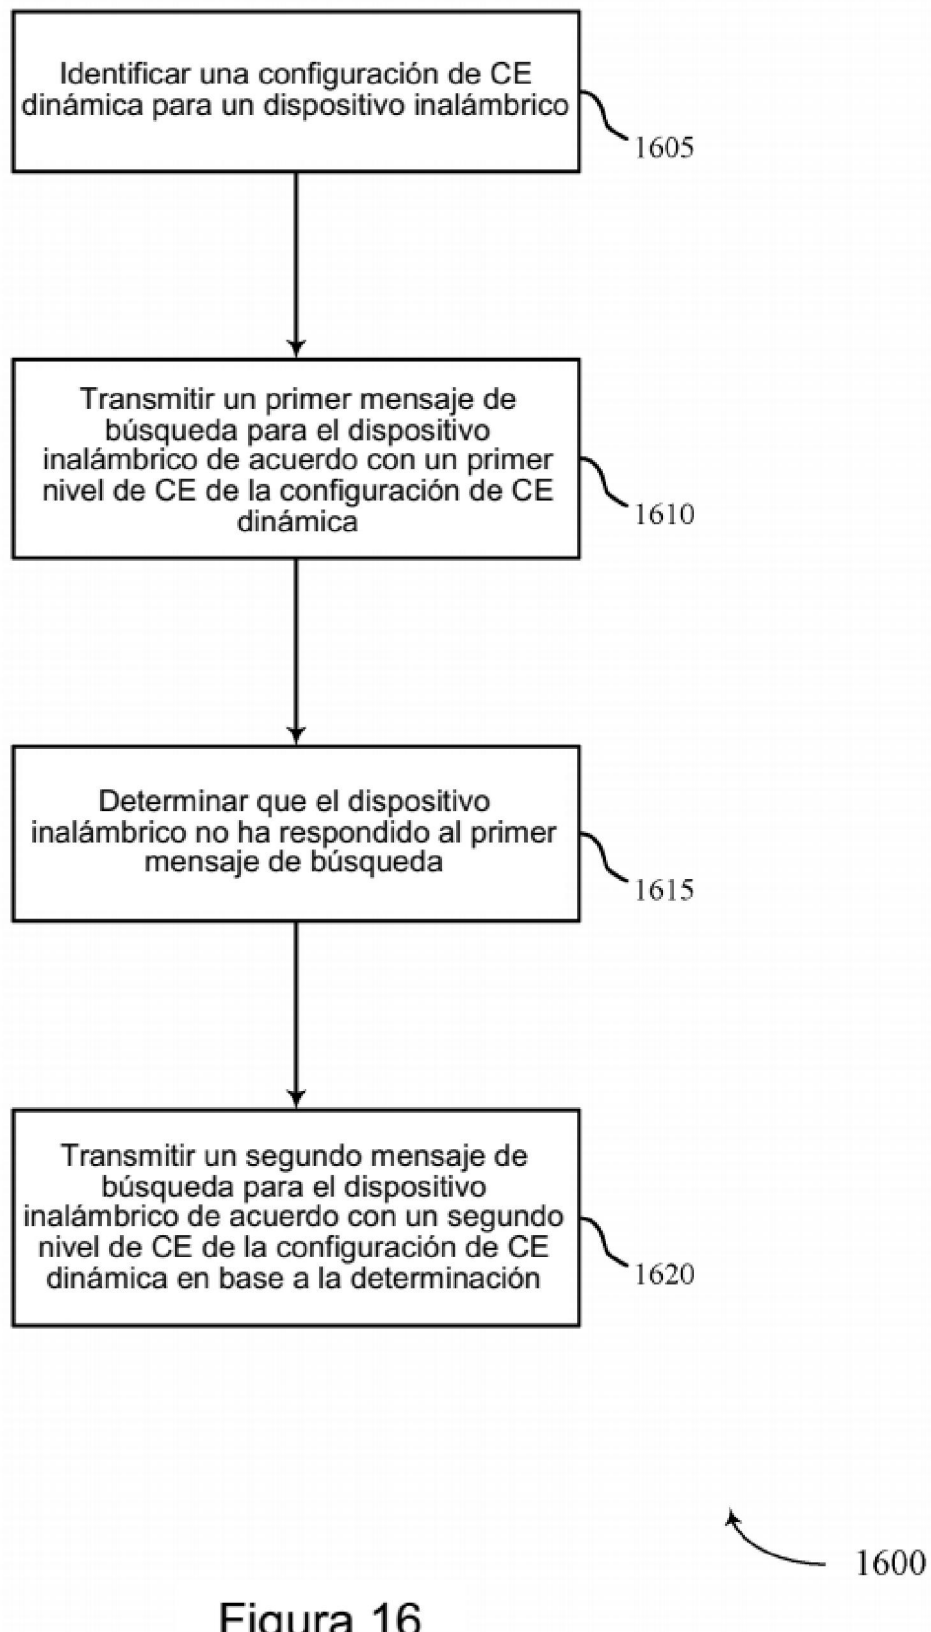 Identificar una configuración de CE
dinámica para un dispositivo inalámbrico
1605
Transmitir un primer mensaje de
búsqueda para el dispositivo
inalámbrico de acuerdo con un primer
nivel de CE de la configuración de CE
dinámica
1610
Determinar que el dispositivo
inalámbrico no ha respondido al primer
mensaje de búsqueda
1615
Transmitir un segundo mensaje de
búsqueda para el dispositivo
inalámbrico de acuerdo con un segundo
nivel de CE de la configuración de CE
dinámica en base a la determinación
1620
1600
Figura 16